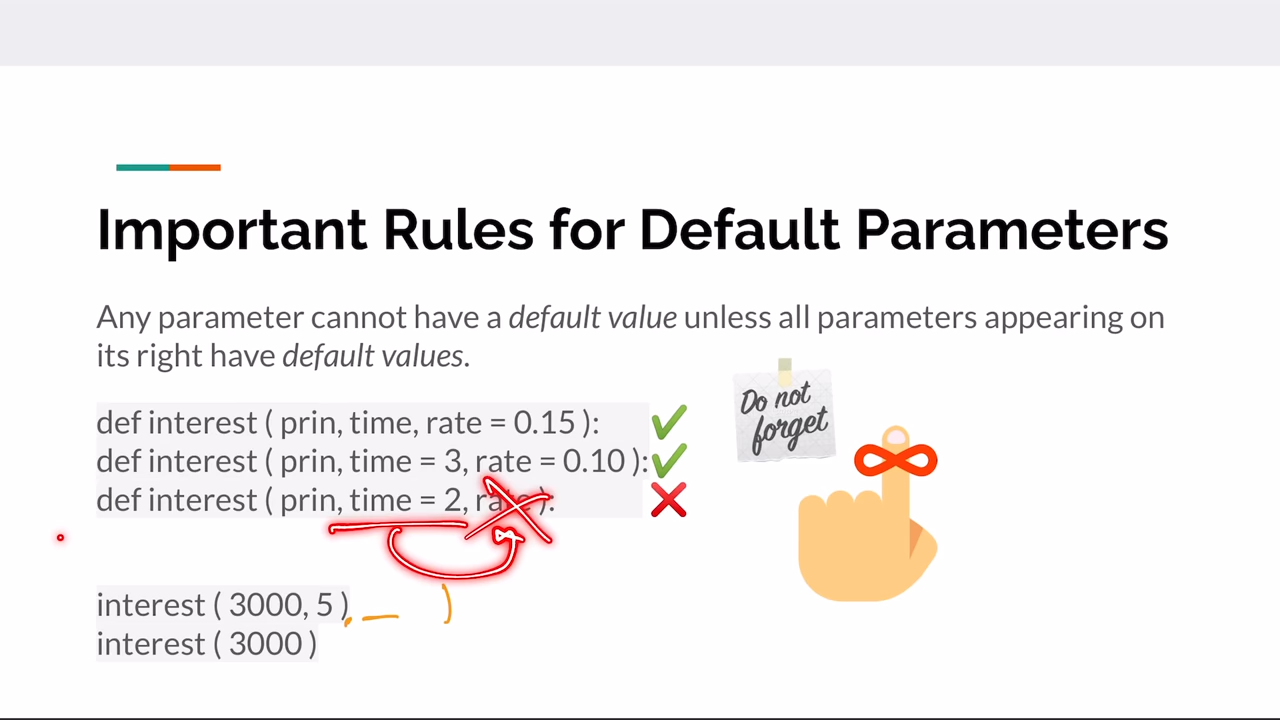 Important Rules for Default Parameters
Any parameter cannot have a default value unless all parameters appearing on
its right have default values.
def interest ( prin, time, rate = 0.15 ):
def interest ( prin, time = 3, rate = 0.10 ):
def interest ( prin, time = 2, rate ):
Do not
forget
interest ( 3000, 5 )
interest ( 3000 )